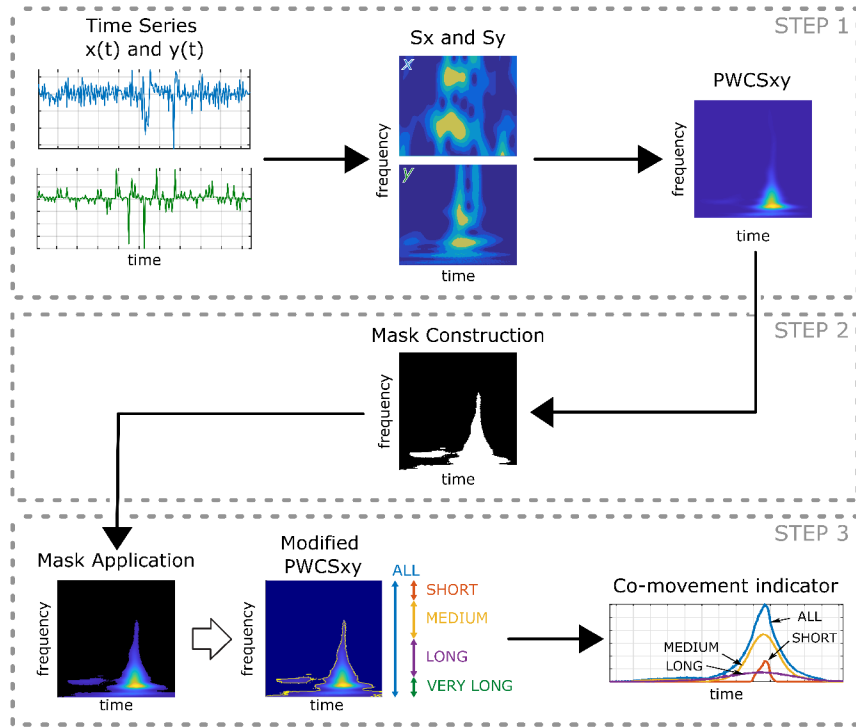 STEP 1
Time Series
x(t) and y(t)
time
Sx and Sy
x
frequency
y
time
PWCSxy
frequency
time
STEP 2
Mask Construction
frequency
time
STEP 3
Mask Application
frequency
time
Modified
PWCSxy
frequency
time
ALL
SHORT
MEDIUM
LONG
VERY LONG
Co-movement indicator
ALL
SHORT
MEDIUM
LONG
time